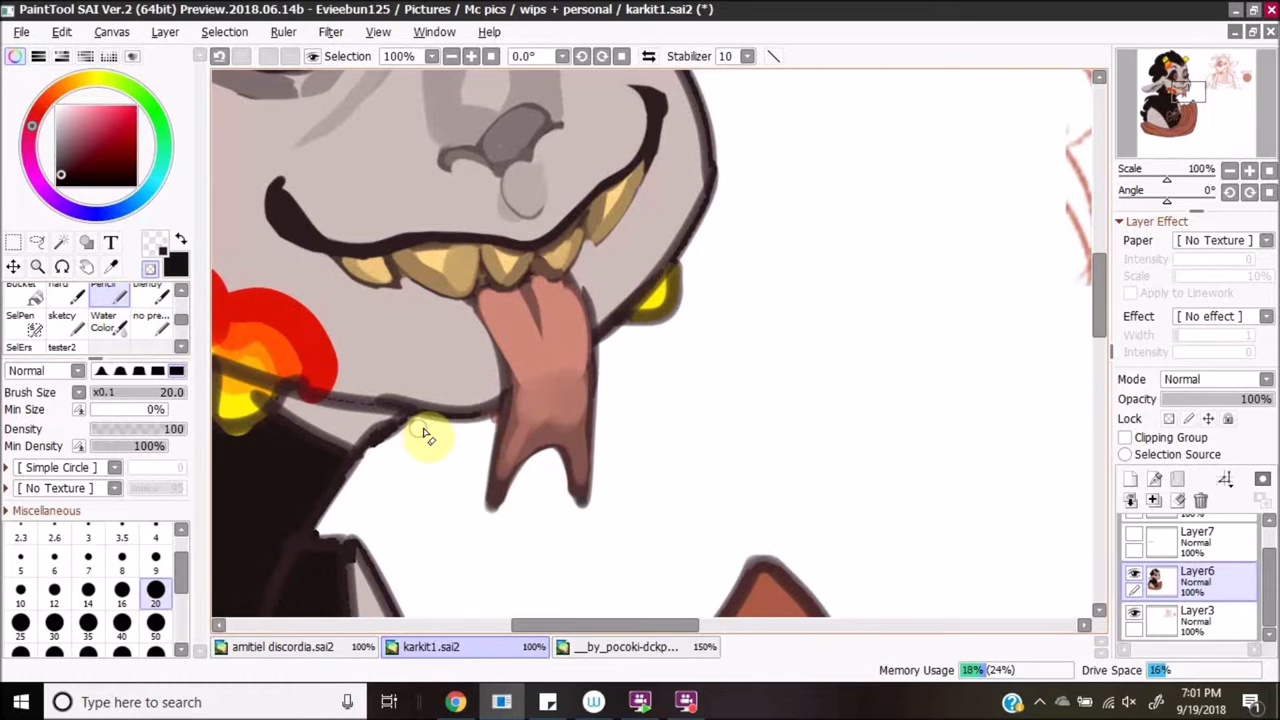 PaintTool SAI Ver.2 (64bit) Preview.2018.06.14b - Evieebun125 / Pictures / Mc pics / wips + personal / karkit1.sai2 (*)
File Edit Canvas Layer Selection Ruler Filter View Window Help
Selection 100% 0.0° Stabilizer 10
T
Bucket hard Pencil blendy
SelPen sketcy Water Color no pre...
SelErs tester2
Normal
Brush Size x0.1 20.0
Min Size 0%
Density 100
Min Density 100%
[ Simple Circle ]
[ No Texture ] 95
Miscellaneous
2.3 2.6 3 3.5 4
5 6 7 8 9
10 12 14 16 20
25 30 35 40 50
Scale 100%
Angle 0°
Layer Effect
Paper [ No Texture ]
Intensity 0
Scale 10%
Apply to Linework
Effect [ No effect ]
Width 1
Intensity
Mode Normal
Opacity 100%
Lock
Clipping Group
Selection Source
Layer7
Normal
100%
Layer6
Normal
100%
Layer3
Normal
100%
amitiel discordia.sai2 100% karkit1.sai2 100% __by_pocoki-dckp... 150%
Memory Usage 18% (24%) Drive Space 16%
Type here to search
7:01 PM
9/19/2018